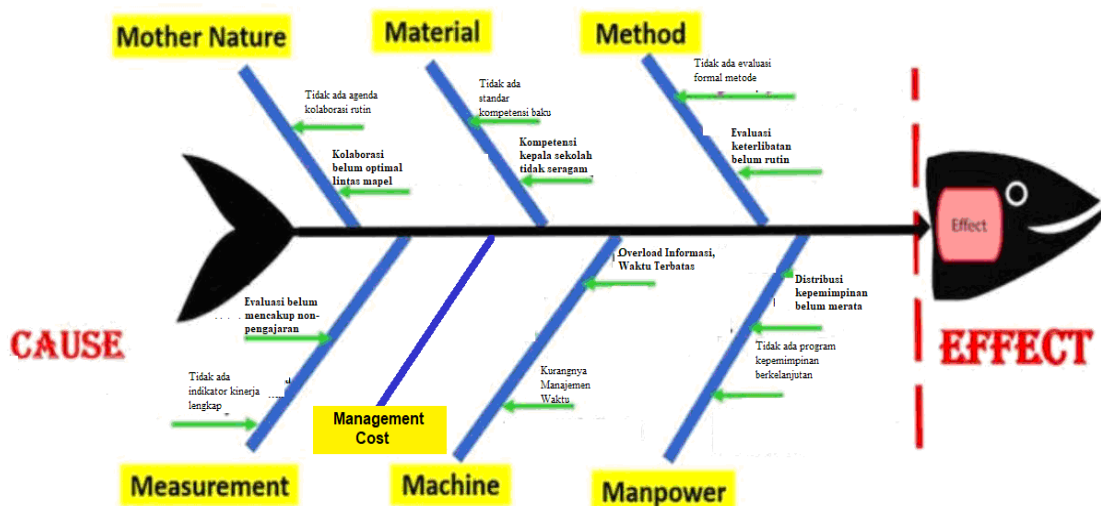 Mother Nature
Material
Method
Tidak ada agenda
kolaborasi rutin
Kolaborasi
belum optimal
lintas mapel
Tidak ada
standar
kompetensi baku
Kompetensi
kepala sekolah
tidak seragam
Tidak ada evaluasi
formal metode
Evaluasi
keterlibatan
belum rutin
Effect
CAUSE
EFFECT
Evaluasi belum
mencakup non-
pengajaran
Tidak ada
indikator kinerja
lengkap
Overload Informasi,
Waktu Terbatas
Kurangnya
Manajemen
Waktu
Distribusi
kepemimpinan
belum merata
Tidak ada program
kepemimpinan
berkelanjutan
Management
Cost
Measurement
Machine
Manpower